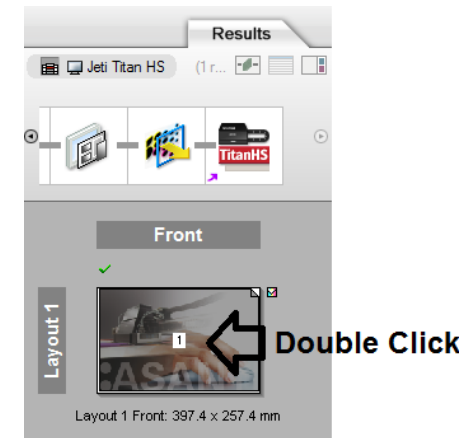 Results
Jeti Titan HS (1 r...
TitanHS
Front
Layout 1
1
ASAN
Double Click
Layout 1 Front: 397.4 x 257.4 mm